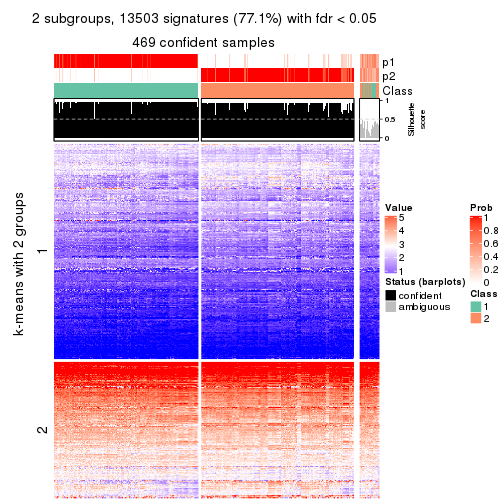 2 subgroups, 13503 signatures (77.1%) with fdr < 0.05
469 confident samples
p1
p2
Class
1
0.5
0
Silhouette
score
k-means with 2 groups
1
2
Value
5
4
3
2
1
Status (barplots)
confident
ambiguous
Prob
1
0.8
0.6
0.4
0.2
0
Class
1
2